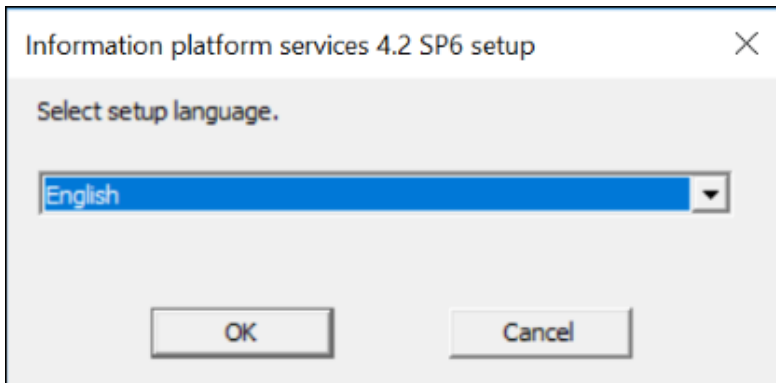 Information platform services 4.2 SP6 setup
Select setup language.
English
OK Cancel